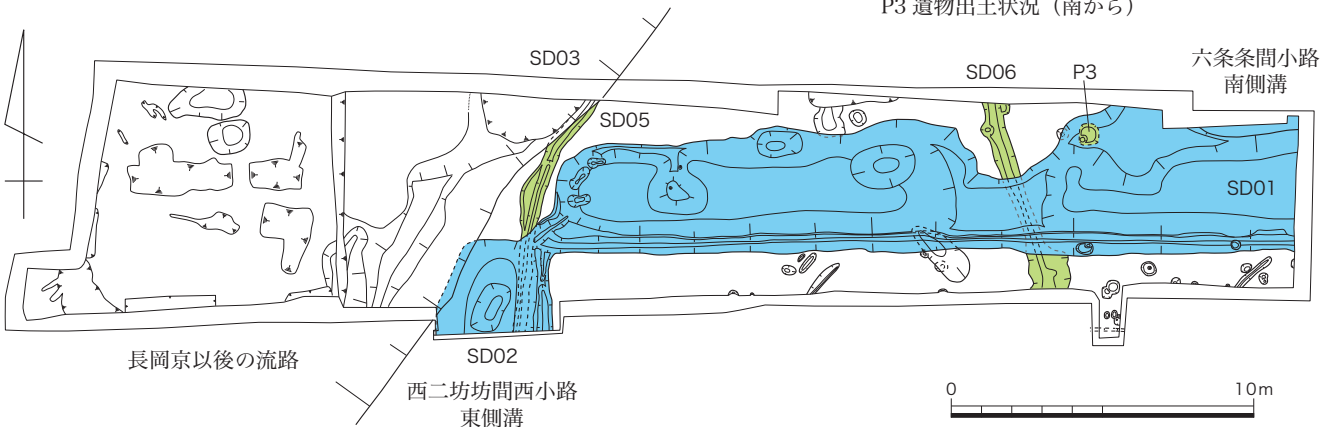 P3 遺物出土状況（南から）
SD03
SD06
P3
六条条間小路
南側溝
SD05
SD01
長岡京以後の流路
SD02
西二坊坊間西小路
東側溝
0
10m